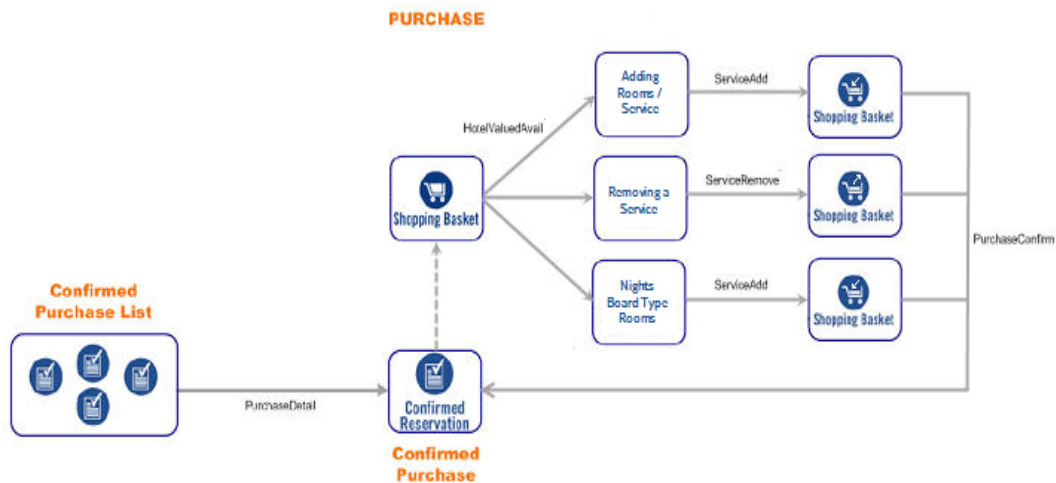 PURCHASE
Adding
Rooms /
Service
ServiceAdd
Shopping Basket
HotelValuedAvail
Shopping Basket
Removing a
Service
ServiceRemove
Shopping Basket
PurchaseConfirm
Nights
Board Type
Rooms
ServiceAdd
Shopping Basket
Confirmed
Purchase List
PurchaseDetail
Confirmed
Reservation
Confirmed
Purchase